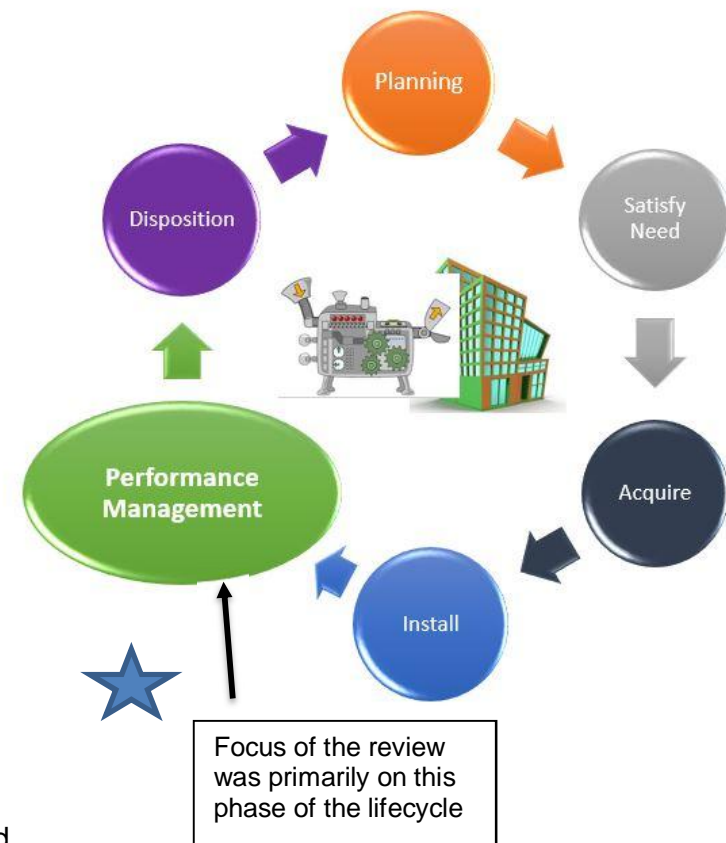 Planning
Satisfy
Need
Acquire
Install
Performance
Management
Disposition
Focus of the review
was primarily on this
phase of the lifecycle